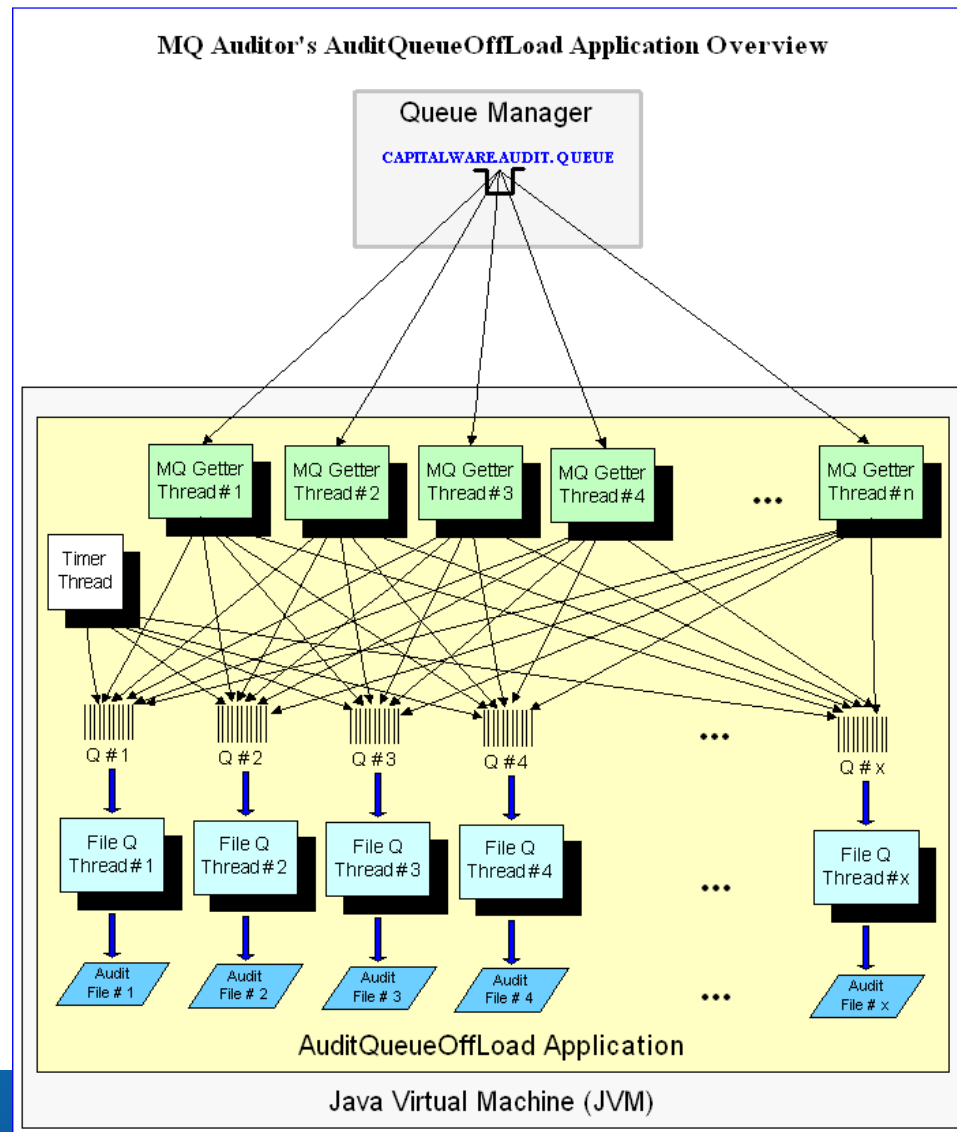 MQ Auditor's AuditQueueOffLoad Application Overview
Queue Manager
CAPITALWARE.AUDIT.QUEUE
MQ Getter
Thread#1
MQ Getter
Thread#2
MQ Getter
Thread#3
MQ Getter
Thread#4
...
MQ Getter
Thread#n
Timer
Thread
Q #1
Q #2
Q #3
Q #4
...
Q #x
File Q
Thread#1
File Q
Thread#2
File Q
Thread#3
File Q
Thread#4
...
File Q
Thread#x
Audit
File # 1
Audit
File # 2
Audit
File # 3
Audit
File # 4
...
Audit
File # x
AuditQueueOffLoad Application
Java Virtual Machine (JVM)